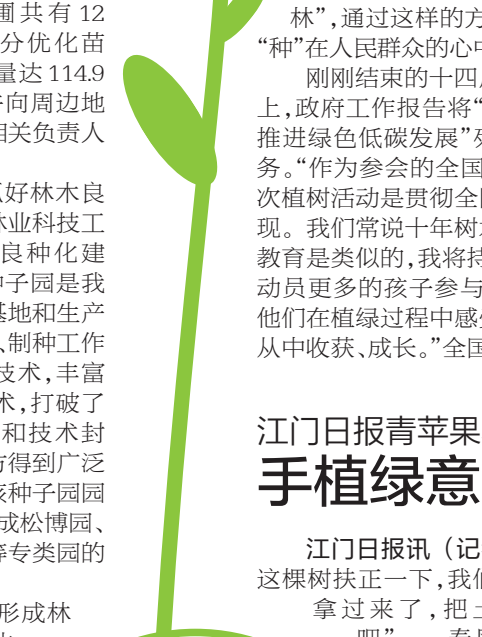 圃共有12
分优化苗
量达114.9
向周边地
相关负责人
好林木良
林业科技工
良种化建
种子园是我
基地和生产
、制种工作
技术,丰富
术,打破了
和技术封
方得到广泛
该种子园园
成松博园、
等专类园的
形成林
林”,通过这样的方
“种”在人民群众的心中
刚刚结束的十四届
上,政府工作报告将“
推进绿色低碳发展”列
务。“作为参会的全国
次植树活动是贯彻全国
现。我们常说十年树木
教育是类似的,我将持
动员更多的孩子参与
他们在植绿过程中感
从中收获、成长。”全国
江门日报青苹果
手植绿意
江门日报讯(记
这棵树扶正一下,我们
拿过来了,把土